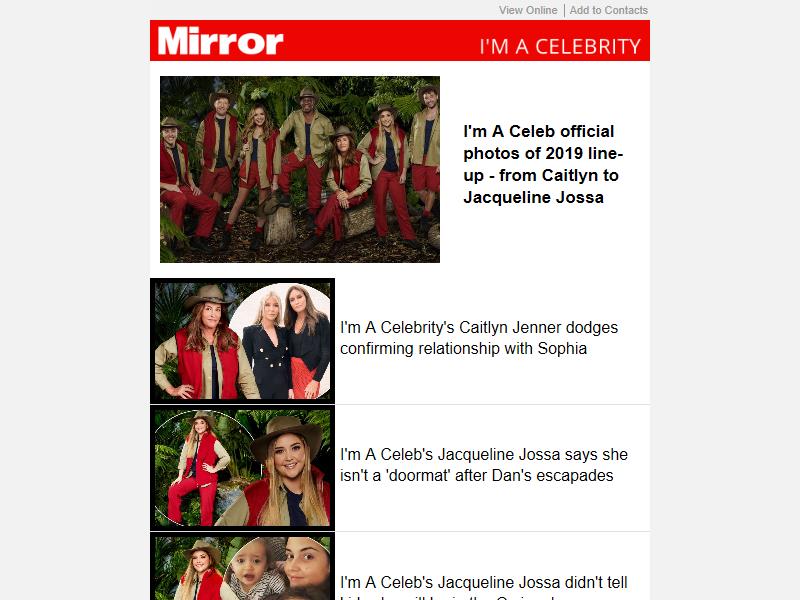 View Online | Add to Contacts
Mirror
I'M A CELEBRITY
I'm A Celeb official
photos of 2019 line-
up - from Caitlyn to
Jacqueline Jossa
I'm A Celebrity's Caitlyn Jenner dodges
confirming relationship with Sophia
I'm A Celeb's Jacqueline Jossa says she
isn't a 'doormat' after Dan's escapades
I'm A Celeb's Jacqueline Jossa didn't tell